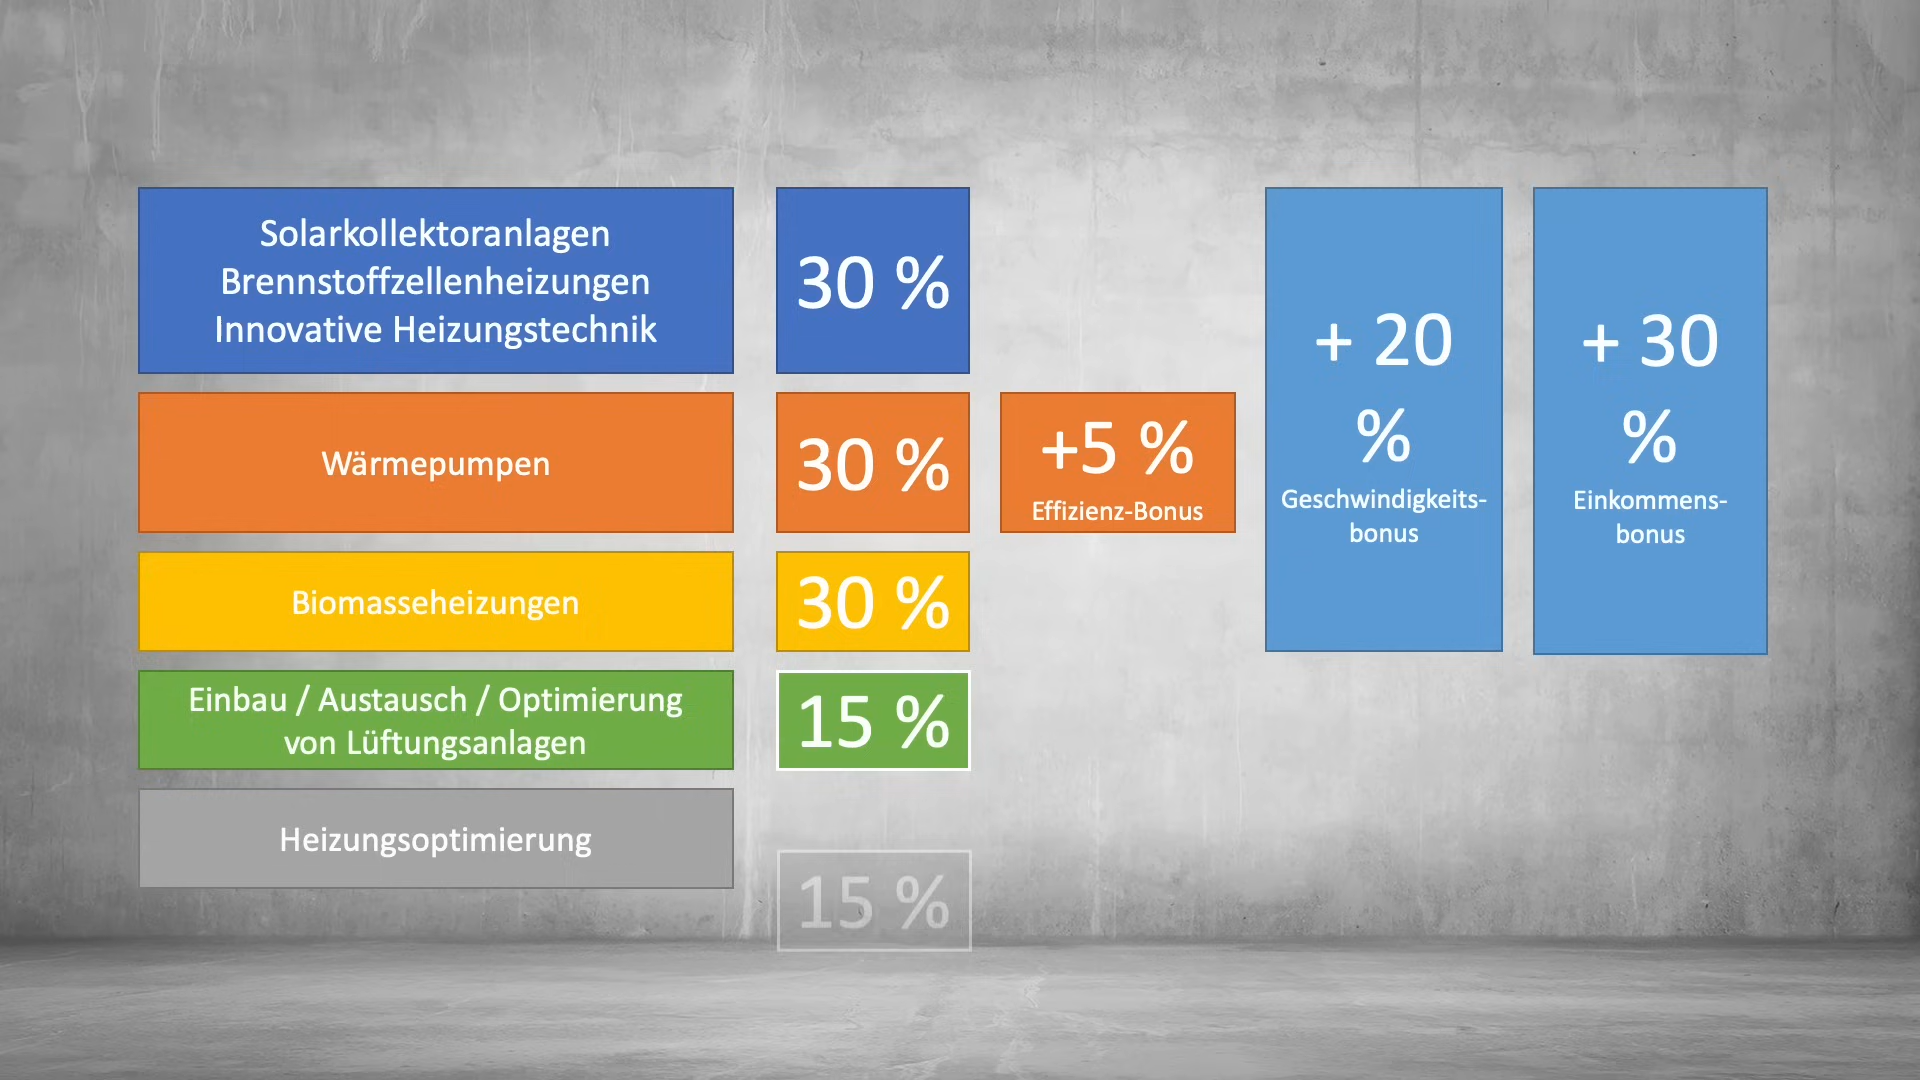 Solarkollektoranlagen
Brennstoffzellenheizungen
Innovative Heizungstechnik
30 %
Wärmepumpen
30 %
+5 %
Effizienz-Bonus
Biomasseheizungen
30 %
+ 20
%
Geschwindigkeits-
bonus
+ 30
%
Einkommens-
bonus
Einbau / Austausch / Optimierung
von Lüftungsanlagen
15 %
Heizungsoptimierung
15 %